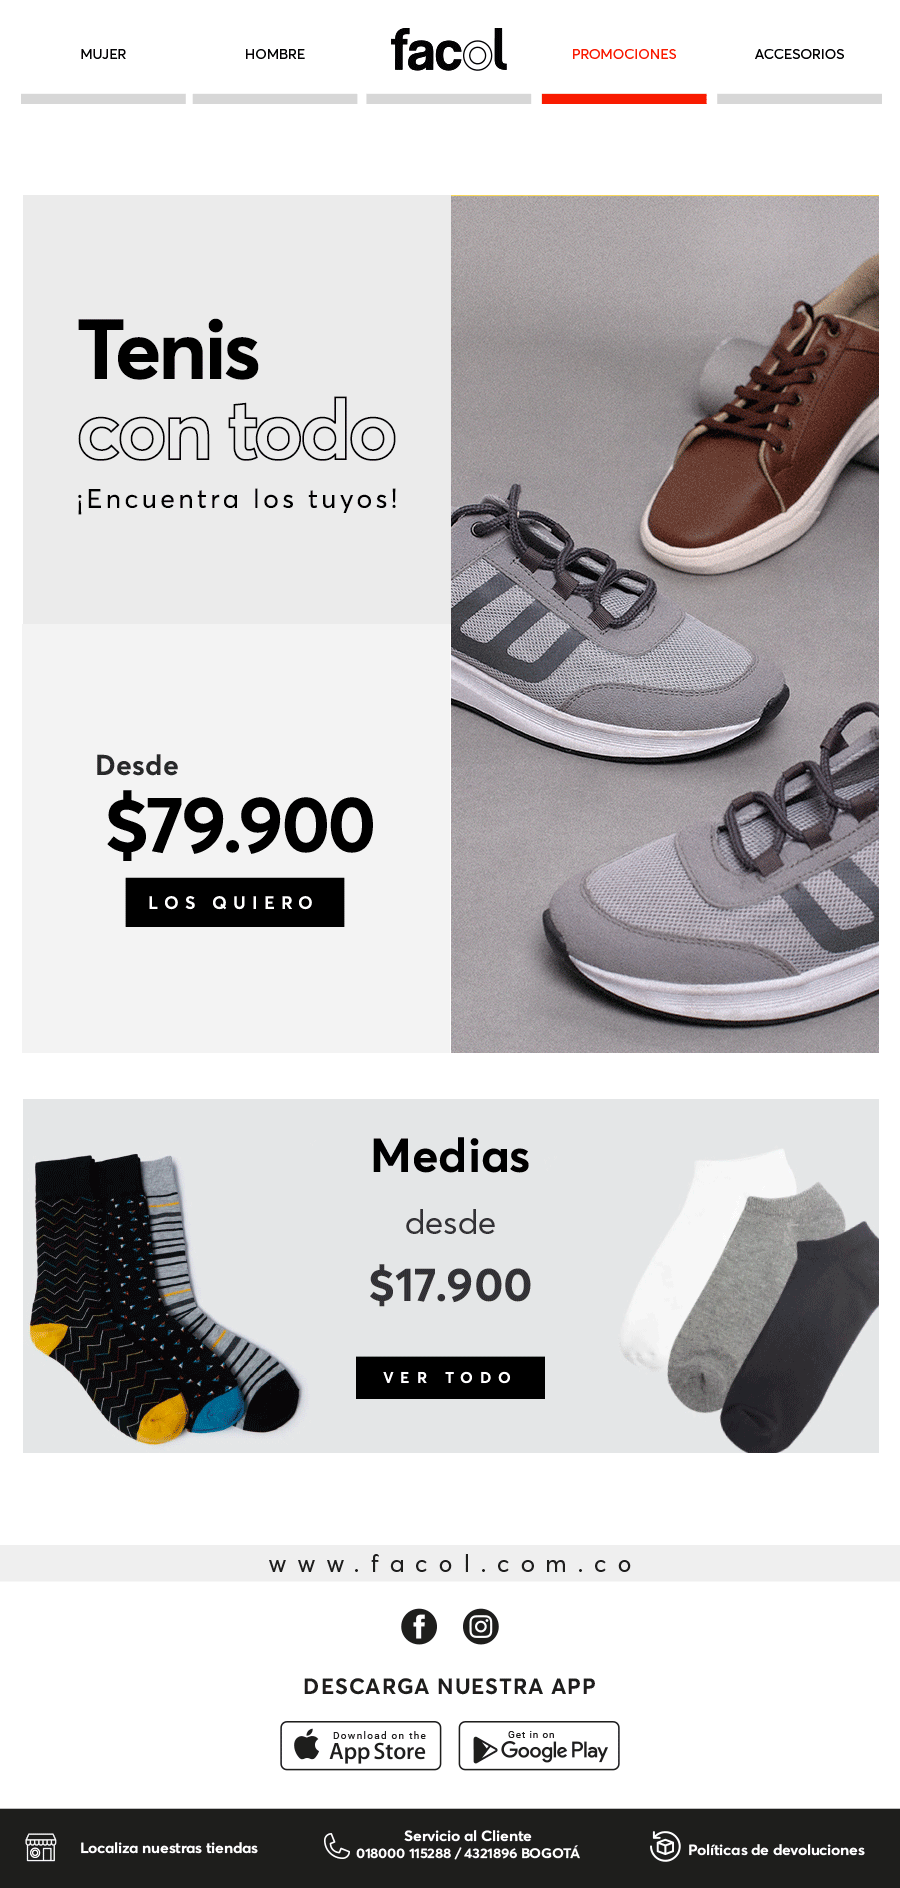 MUJER
HOMBRE
facol
PROMOCIONES
ACCESORIOS
Tenis
con todo
¡Encuentra los tuyos!
Desde
$79.900
LOS QUIERO
Medias
desde
$17.900
VER TODO
www.facol.com.co
DESCARGA NUESTRA APP
Download on the
App Store
Get in on
Google Play
Localiza nuestras tiendas
Servicio al Cliente
018000 115288 / 4321896 BOGOTÁ
Políticas de devoluciones